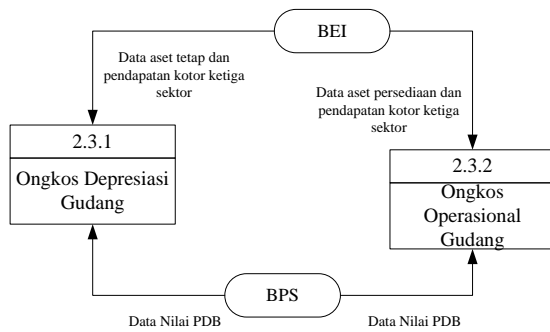 BEI
Data aset tetap dan
pendapatan kotor ketiga
sektor
Data aset persediaan dan
pendapatan kotor ketiga
sektor
2.3.1
Ongkos Depresiasi
Gudang
2.3.2
Ongkos
Operasional
Gudang
BPS
Data Nilai PDB
Data Nilai PDB